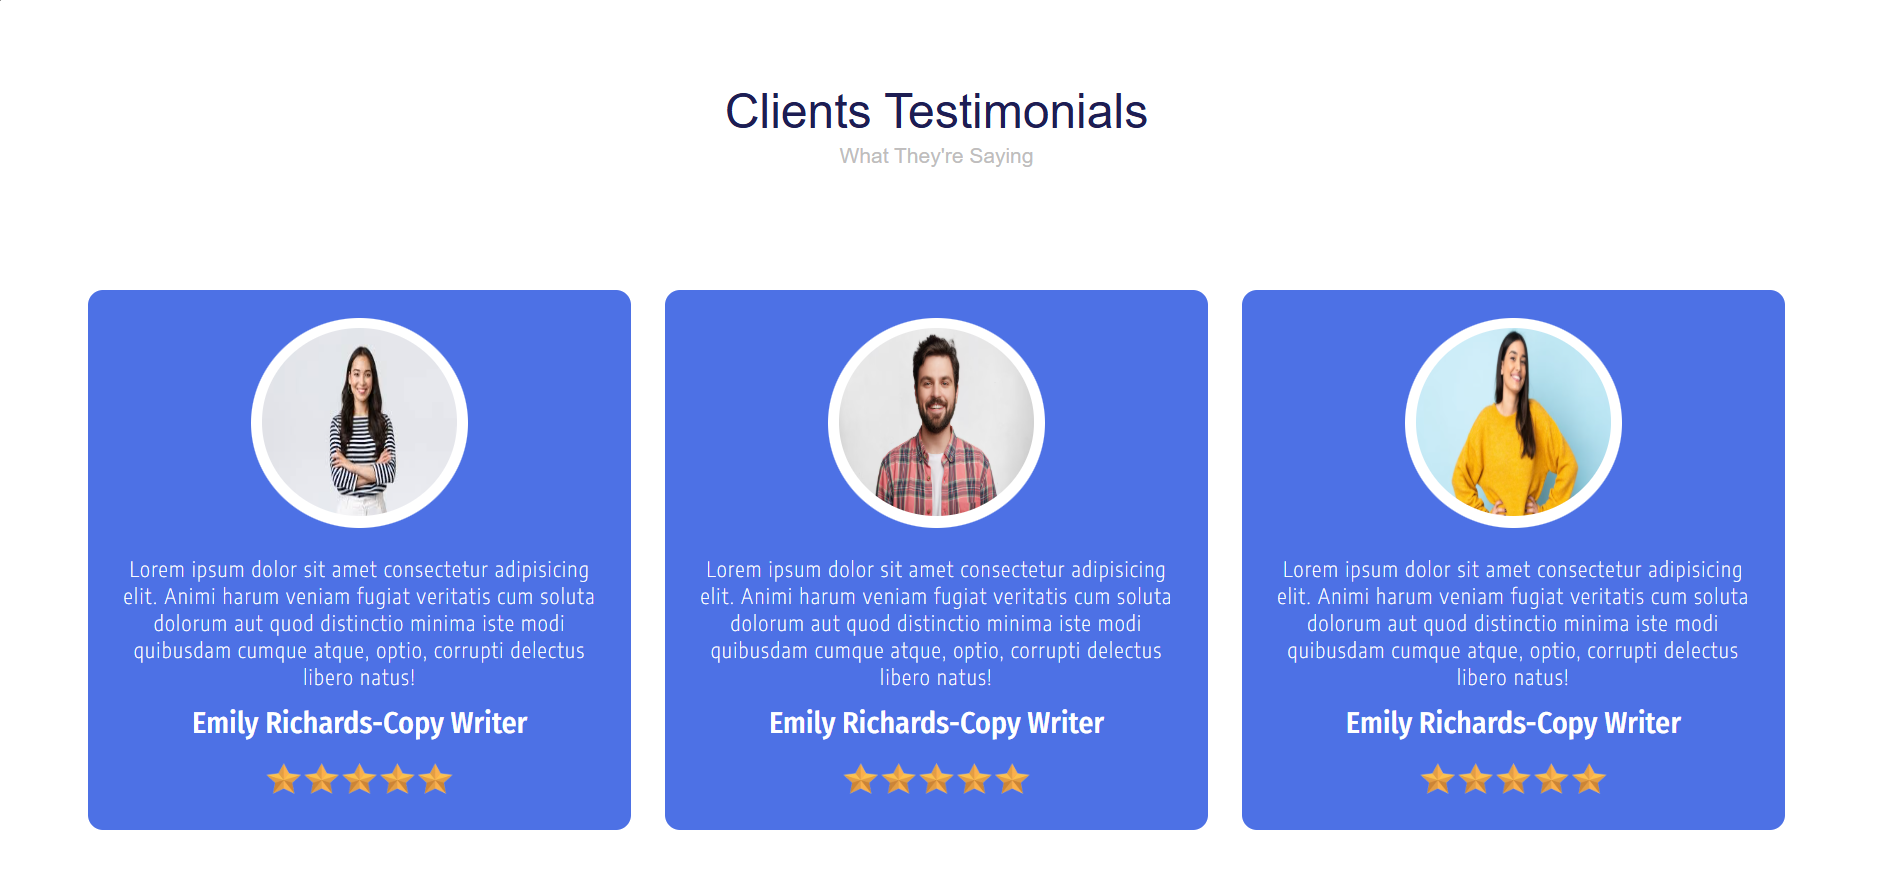 Clients Testimonials
What They're Saying
Lorem ipsum dolor sit amet consectetur adipisicing
elit. Animi harum veniam fugiat veritatis cum soluta
dolorum aut quod distinctio minima iste modi
quibusdam cumque atque, optio, corrupti delectus
libero natus!
Emily Richards-Copy Writer
Lorem ipsum dolor sit amet consectetur adipisicing
elit. Animi harum veniam fugiat veritatis cum soluta
dolorum aut quod distinctio minima iste modi
quibusdam cumque atque, optio, corrupti delectus
libero natus!
Emily Richards-Copy Writer
Lorem ipsum dolor sit amet consectetur adipisicing
elit. Animi harum veniam fugiat veritatis cum soluta
dolorum aut quod distinctio minima iste modi
quibusdam cumque atque, optio, corrupti delectus
libero natus!
Emily Richards-Copy Writer